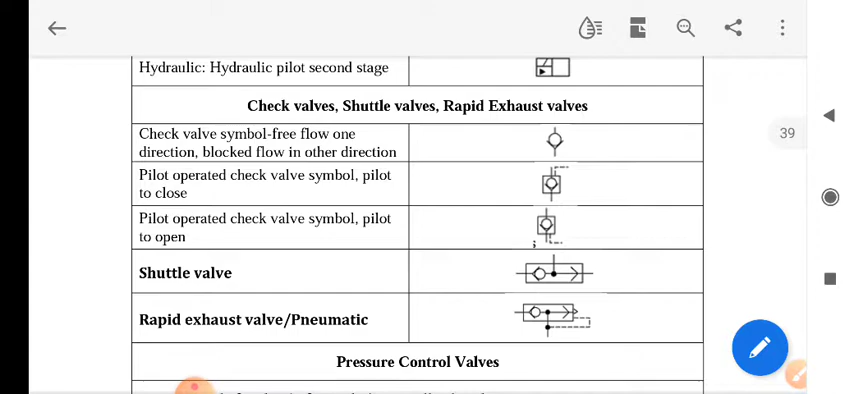 Hydraulic: Hydraulic pilot second stage
Check valves, Shuttle valves, Rapid Exhaust valves
Check valve symbol-free flow one
direction, blocked flow in other direction
39
Pilot operated check valve symbol, pilot
to close
Pilot operated check valve symbol, pilot
to open
Shuttle valve
Rapid exhaust valve/Pneumatic
Pressure Control Valves